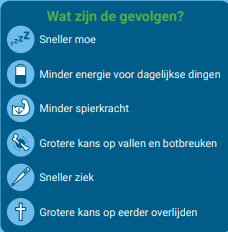 Wat zijn de gevolgen?
zzzZ
Sneller moe
Minder energie voor dagelijkse dingen
Minder spierkracht
Grotere kans op vallen en botbreuken
Sneller ziek
Grotere kans op eerder overlijden